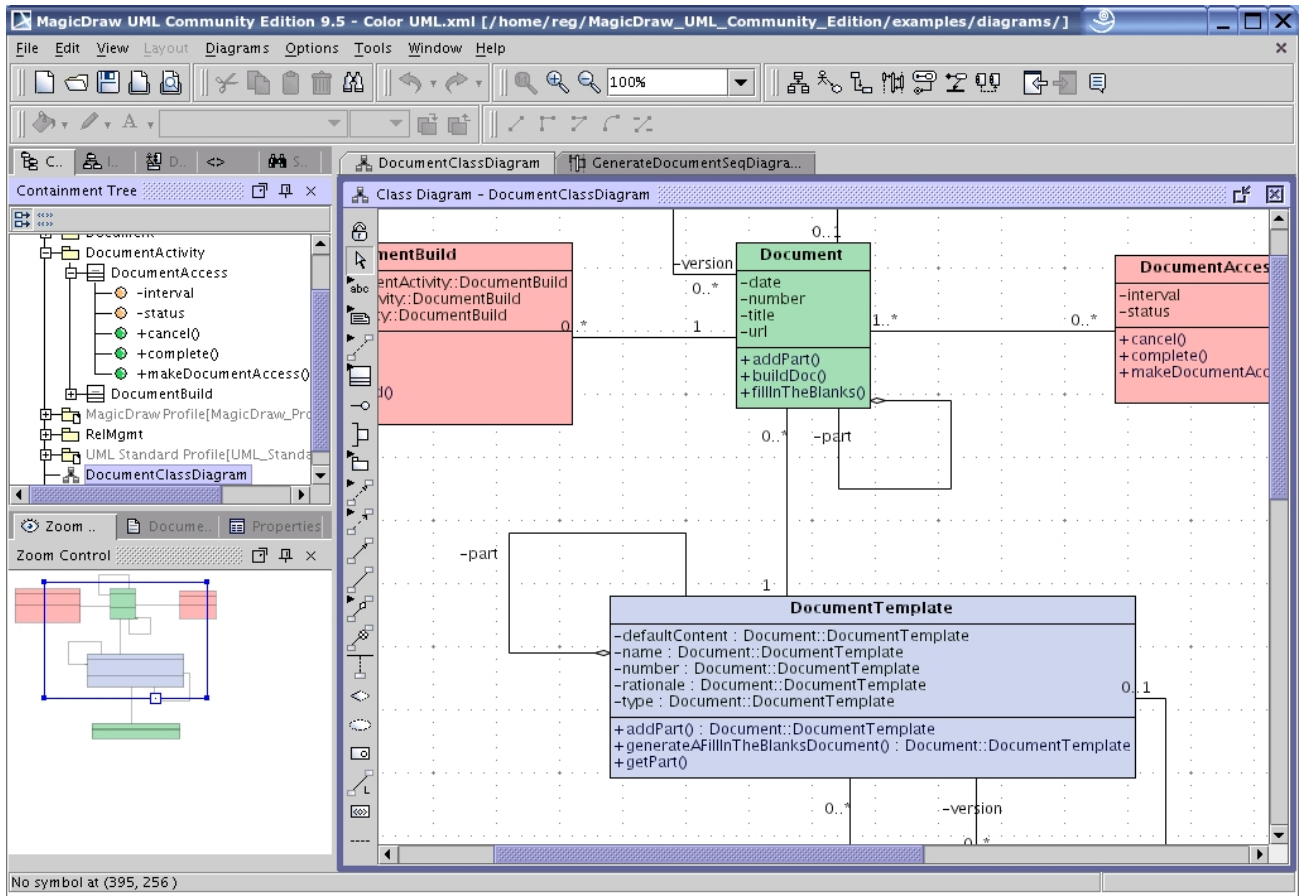 MagicDraw UML Community Edition 9.5 - Color UML.xml [/home/reg/MagicDraw_UML_Community_Edition/examples/diagrams/]
File Edit View Layout Diagrams Options Tools Window Help
100%
A
C.. I.. D.. <> S..
Containment Tree
Document
DocumentActivity
DocumentAccess
-interval
-status
+cancel()
+complete()
+makeDocumentAccess()
DocumentBuild
MagicDraw Profile[MagicDraw_Pro
RelMgmt
UML Standard Profile[UML_Standa
DocumentClassDiagram
Zoom .. Docume.. Properties
Zoom Control
DocumentClassDiagram GenerateDocumentSeqDiagra...
Class Diagram - DocumentClassDiagram
abc
L
mentBuild
entActivity::DocumentBuild
vity::DocumentBuild
ty::DocumentBuild
d()
0..*
1
-version
0..*
0..1
Document
-date
-number
-title
-url
+addPart()
+buildDoc()
+fillInTheBlanks()
1..*
0..*
DocumentAcces
-interval
-status
+cancel()
+complete()
+makeDocumentAcc
0..*
-part
-part
1
DocumentTemplate
-defaultContent : Document::DocumentTemplate
-name : Document::DocumentTemplate
-number : Document::DocumentTemplate
-rationale : Document::DocumentTemplate
-type : Document::DocumentTemplate
0..1
+addPart() : Document::DocumentTemplate
+generateAFillInTheBlanksDocument() : Document::DocumentTemplate
+getPart()
0..*
-version
0..*
No symbol at (395, 256 )